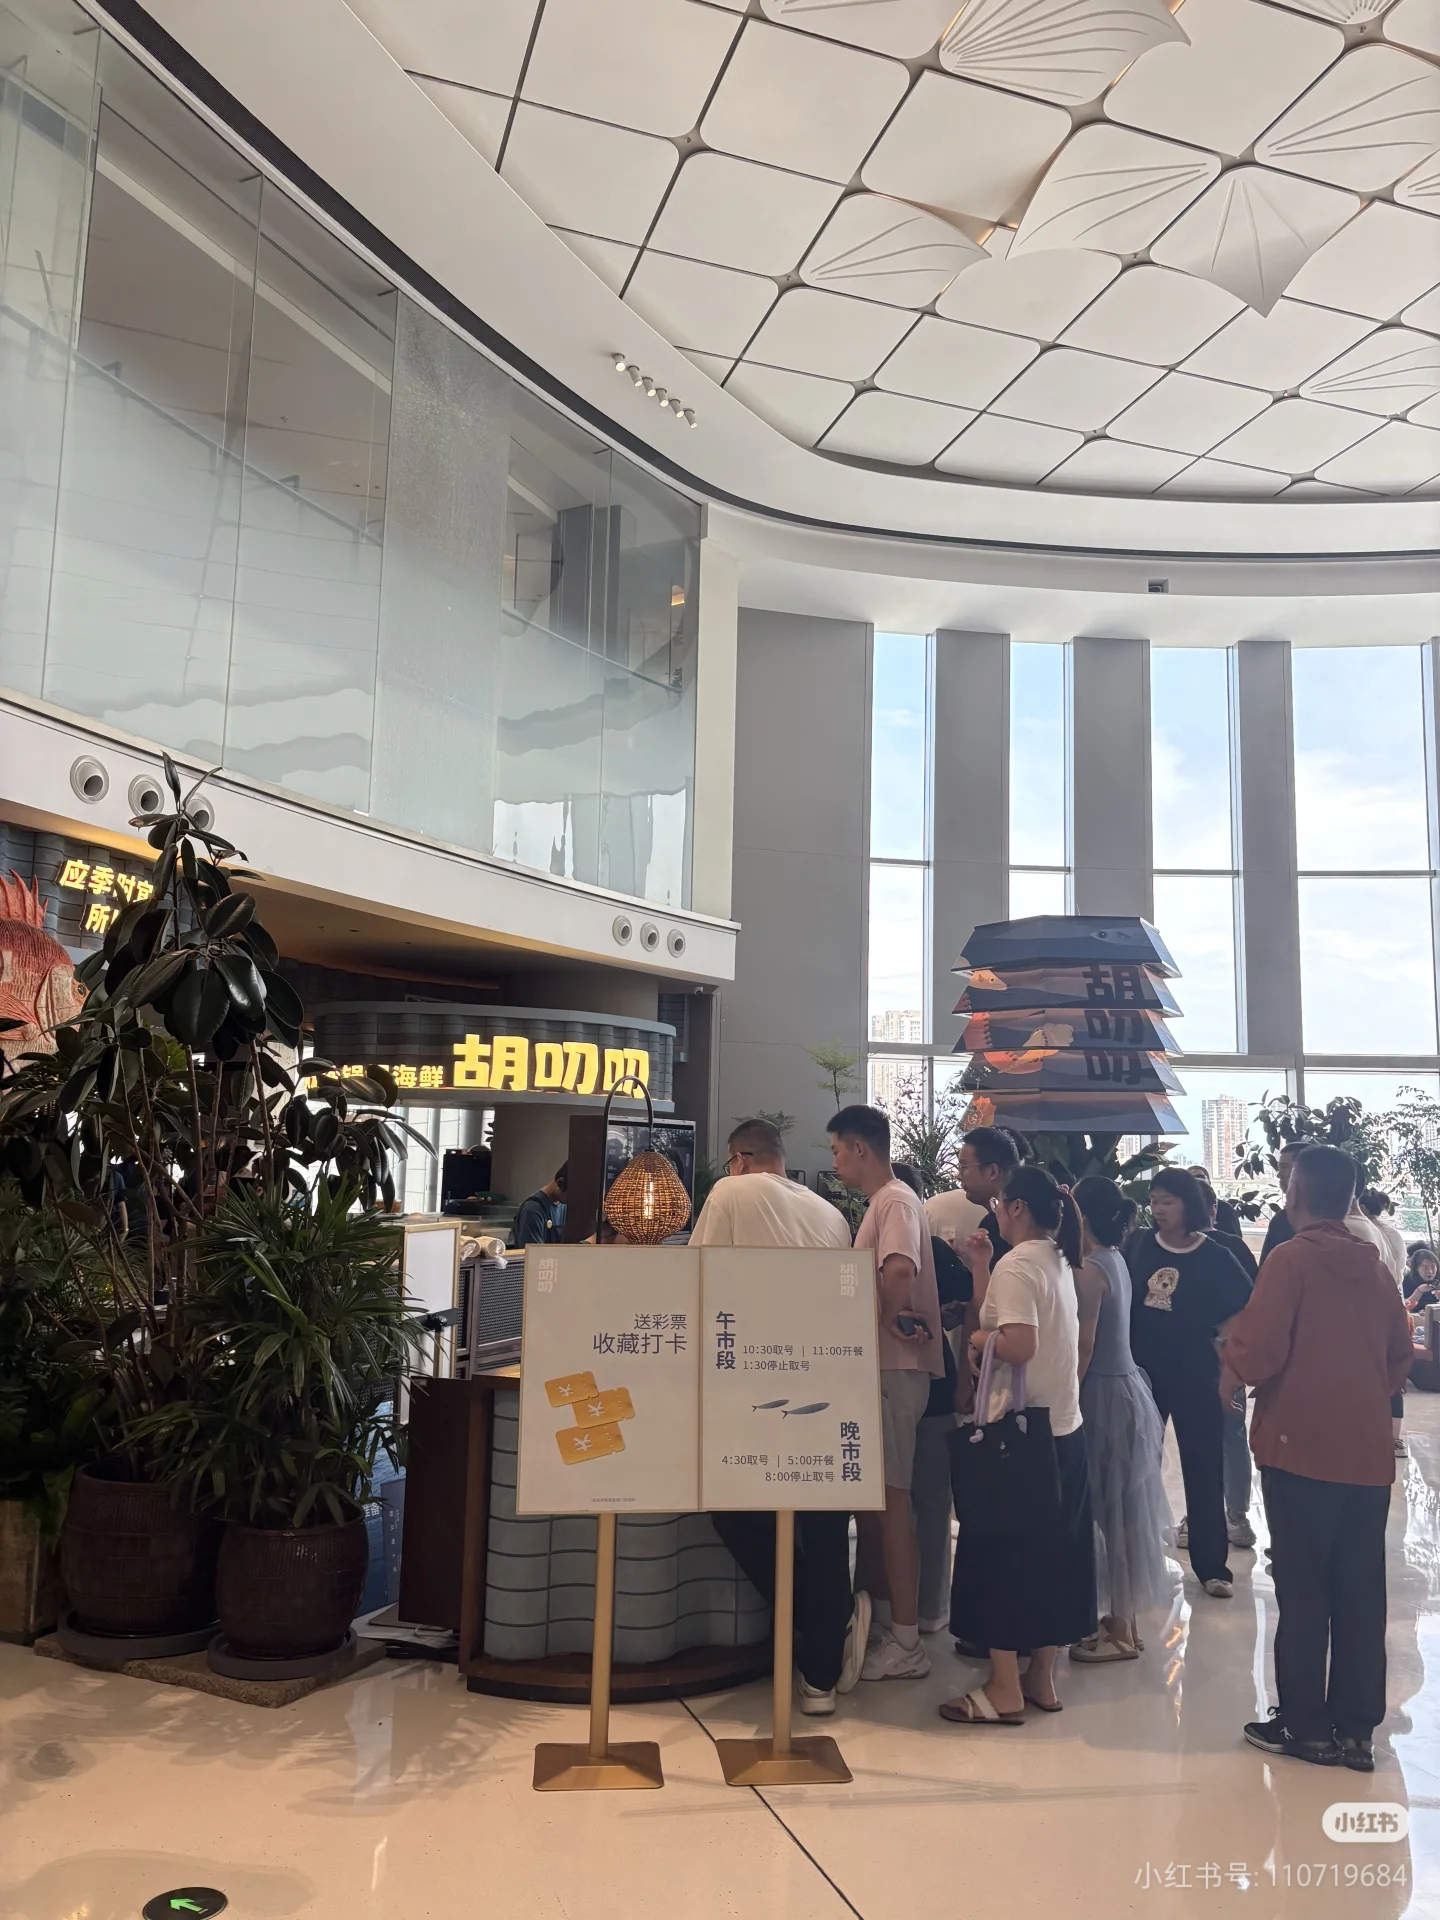 应季时宜
所
海鲜
胡叨叨
胡
叨
叨
胡
叨
叨
送彩票
收藏打卡
胡
叨
叨
午市段
10:30取号 | 11:00开餐
1:30停止取号
晚市段
4:30取号 | 5:00开餐
8:00停止取号
小红书
小红书号: 110719684